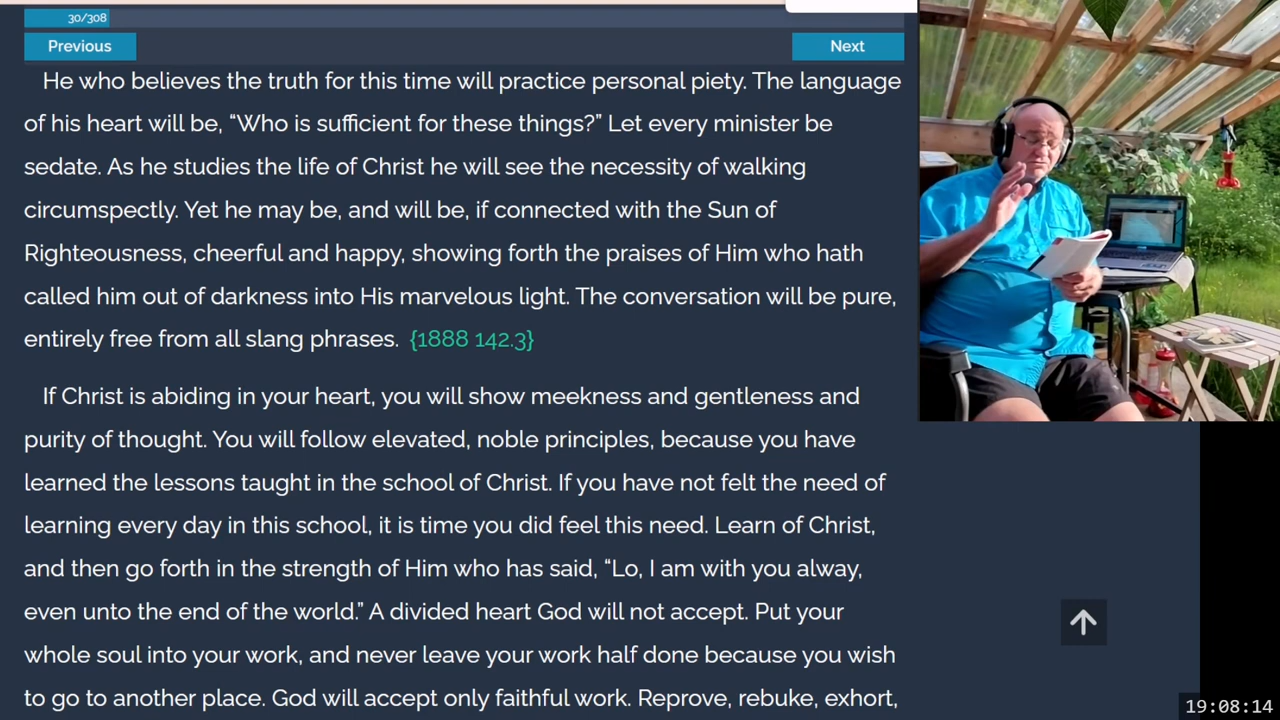 30/308
Previous
Next
He who believes the truth for this time will practice personal piety. The language
of his heart will be, “Who is sufficient for these things?” Let every minister be
sedate. As he studies the life of Christ he will see the necessity of walking
circumspectly. Yet he may be, and will be, if connected with the Sun of
Righteousness, cheerful and happy, showing forth the praises of Him who hath
called him out of darkness into His marvelous light. The conversation will be pure,
entirely free from all slang phrases. {1888 142.3}
If Christ is abiding in your heart, you will show meekness and gentleness and
purity of thought. You will follow elevated, noble principles, because you have
learned the lessons taught in the school of Christ. If you have not felt the need of
learning every day in this school, it is time you did feel this need. Learn of Christ,
and then go forth in the strength of Him who has said, “Lo, I am with you alway,
even unto the end of the world.” A divided heart God will not accept. Put your
whole soul into your work, and never leave your work half done because you wish
to go to another place. God will accept only faithful work. Reprove, rebuke, exhort,
19:08:14